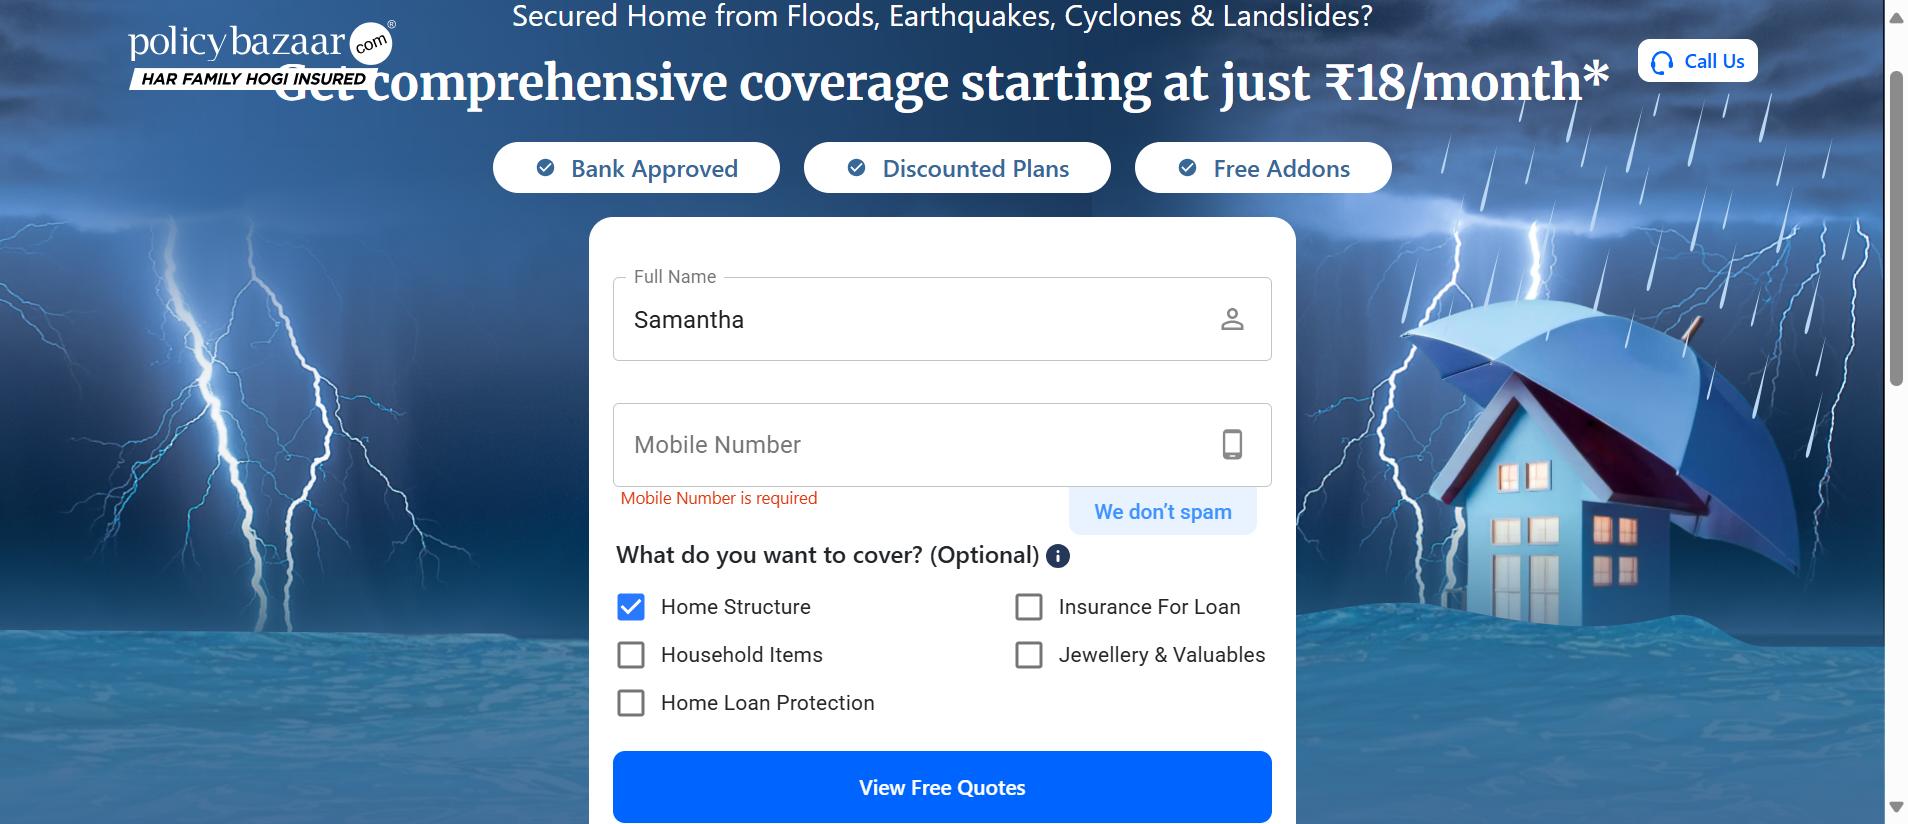 Secured Home from Floods, Earthquakes, Cyclones & Landslides?
policybazaar.com®
HAR FAMILY HOGI INSURED
Get comprehensive coverage starting at just ₹18/month*
Call Us
Bank Approved
Discounted Plans
Free Addons
Full Name
Samantha
Mobile Number
Mobile Number is required
We don’t spam
What do you want to cover? (Optional)
Home Structure
Insurance For Loan
Household Items
Jewellery & Valuables
Home Loan Protection
View Free Quotes